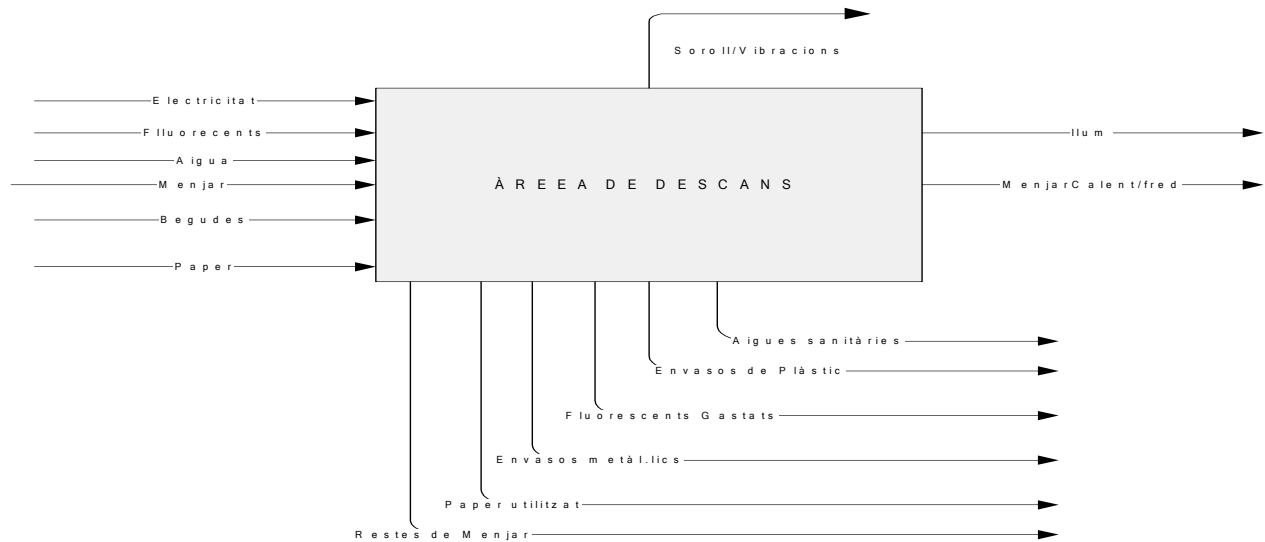 Soroll/Vibracions
Electricitat
Flluorecents
llum
Aigua
Menjar
ÀREEA DE DESCANS
MenjarCalent/fred
Begudes
Paper
Aigues sanitàries
Envasos de Plàstic
Fluorescents Gastats
Envasos metàl.lics
Paper utilitzat
Restes de Menjar